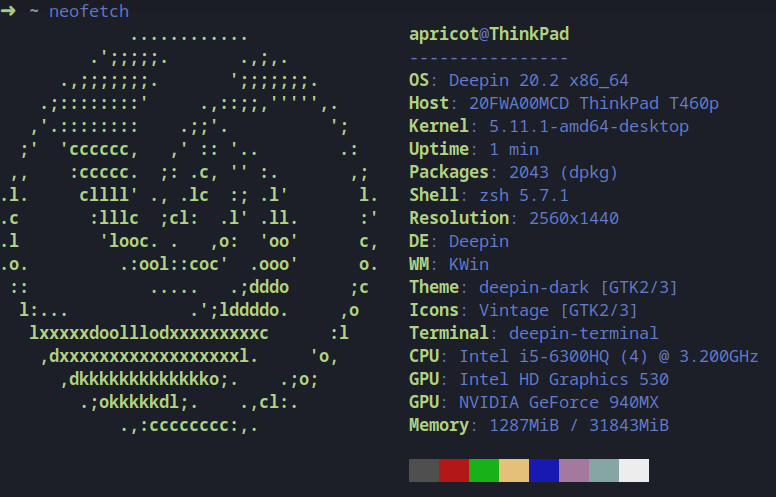 ➜ ~ neofetch
apricot@ThinkPad
----------------
OS: Deepin 20.2 x86_64
Host: 20FWA00MCD ThinkPad T460p
Kernel: 5.11.1-amd64-desktop
Uptime: 1 min
Packages: 2043 (dpkg)
Shell: zsh 5.7.1
Resolution: 2560x1440
DE: Deepin
WM: KWin
Theme: deepin-dark [GTK2/3]
Icons: Vintage [GTK2/3]
Terminal: deepin-terminal
CPU: Intel i5-6300HQ (4) @ 3.200GHz
GPU: Intel HD Graphics 530
GPU: NVIDIA GeForce 940MX
Memory: 1287MiB / 31843MiB